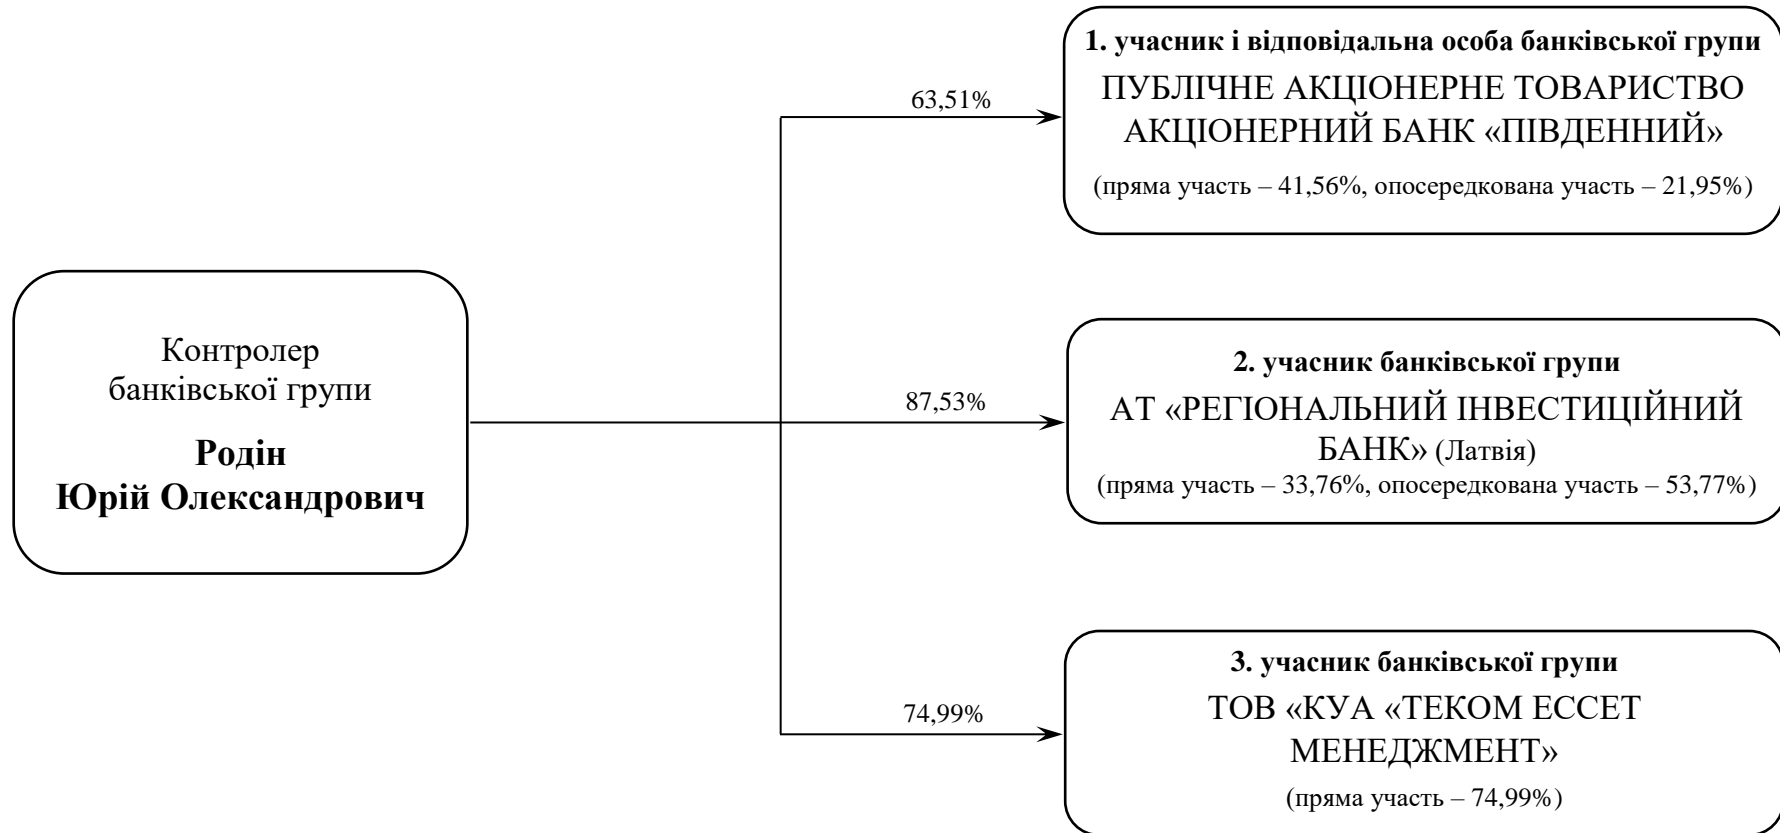 Контролер
банківської групи
Родін
Юрій Олександрович
63,51%
1. учасник і відповідальна особа банківської групи
ПУБЛІЧНЕ АКЦІОНЕРНЕ ТОВАРИСТВО
АКЦІОНЕРНИЙ БАНК «ПІВДЕННИЙ»
(пряма участь – 41,56%, опосередкована участь – 21,95%)
87,53%
2. учасник банківської групи
АТ «РЕГІОНАЛЬНИЙ ІНВЕСТИЦІЙНИЙ
БАНК» (Латвія)
(пряма участь – 33,76%, опосередкована участь – 53,77%)
74,99%
3. учасник банківської групи
ТОВ «КУА «ТЕКОМ ЕССЕТ
МЕНЕДЖМЕНТ»
(пряма участь – 74,99%)